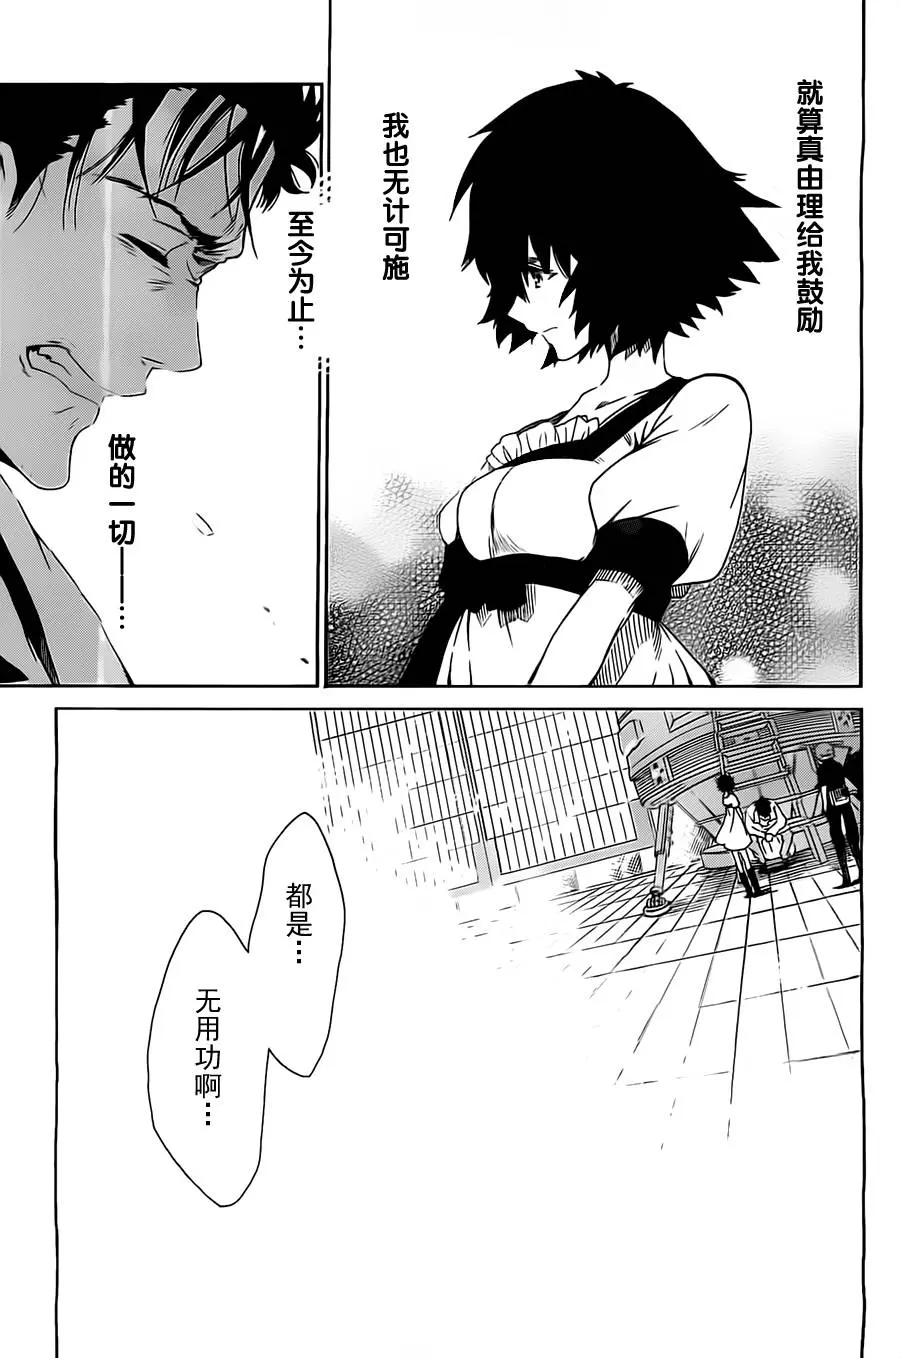 就算真由理给我鼓励
我也无计可施
至今为止…
做的一切——…
都是…
无用功啊…